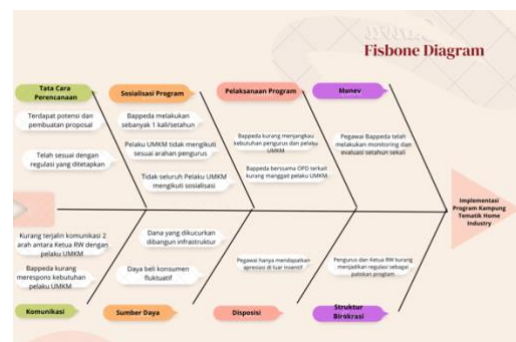 Fisbone Diagram
Tata Cara
Perencanaan
Sosialisasi Program
Pelaksanaan Program
Monev
Terdapat potensi dan
pembuatan proposal
Telah sesuai dengan
regulasi yang ditetapkan
Bappeda melakukan
sebanyak 1 kali/setahun
Pelaku UMKM tidak mengikuti
sesuai arahan pengurus
Tidak seluruh Pelaku UMKM
mengikuti sosialisasi
Bappeda kurang menjangkau
kebutuhan pengurus dan pelaku
UMKM
Bappeda bersama OPD terkait
kurang menggait pelaku UMKM
Pegawai Bappeda telah
melakukan monitoring dan
evaluasi setahun sekali
Implementasi
Program Kampung
Tematik Home
Industry
Kurang terjalin komunikasi 2
arah antara Ketua RW dengan
pelaku UMKM
Bappeda kurang
merespons kebutuhan
pelaku UMKM
Dana yang dikucurkan
dibangun infrastruktur
Daya beli konsumen
fluktuatif
Pegawai hanya mendapatkan
apresiasi di luar insentif
Pengurus dan Ketua RW kurang
menjadikan regulasi sebagai
patokan program
Komunikasi
Sumber Daya
Disposisi
Struktur
Birokrasi